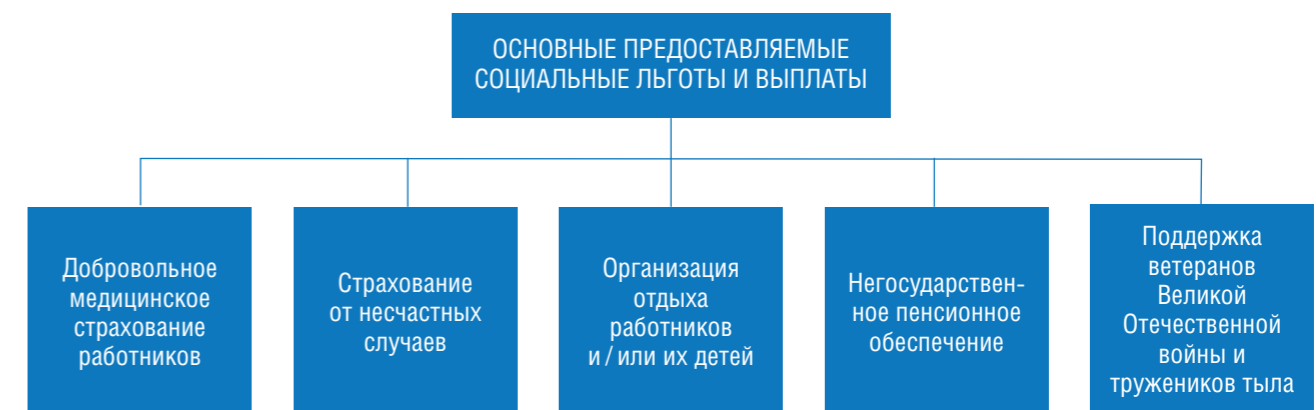 ОСНОВНЫЕ ПРЕДОСТАВЛЯЕМЫЕ
СОЦИАЛЬНЫЕ ЛЬГОТЫ И ВЫПЛАТЫ
Добровольное
медицинское
страхование
работников
Страхование
от несчастных
случаев
Организация
отдыха
работников
и / или их детей
Негосударствен-
ное пенсионное
обеспечение
Поддержка
ветеранов
Великой
Отечественной
войны и
тружеников тыла